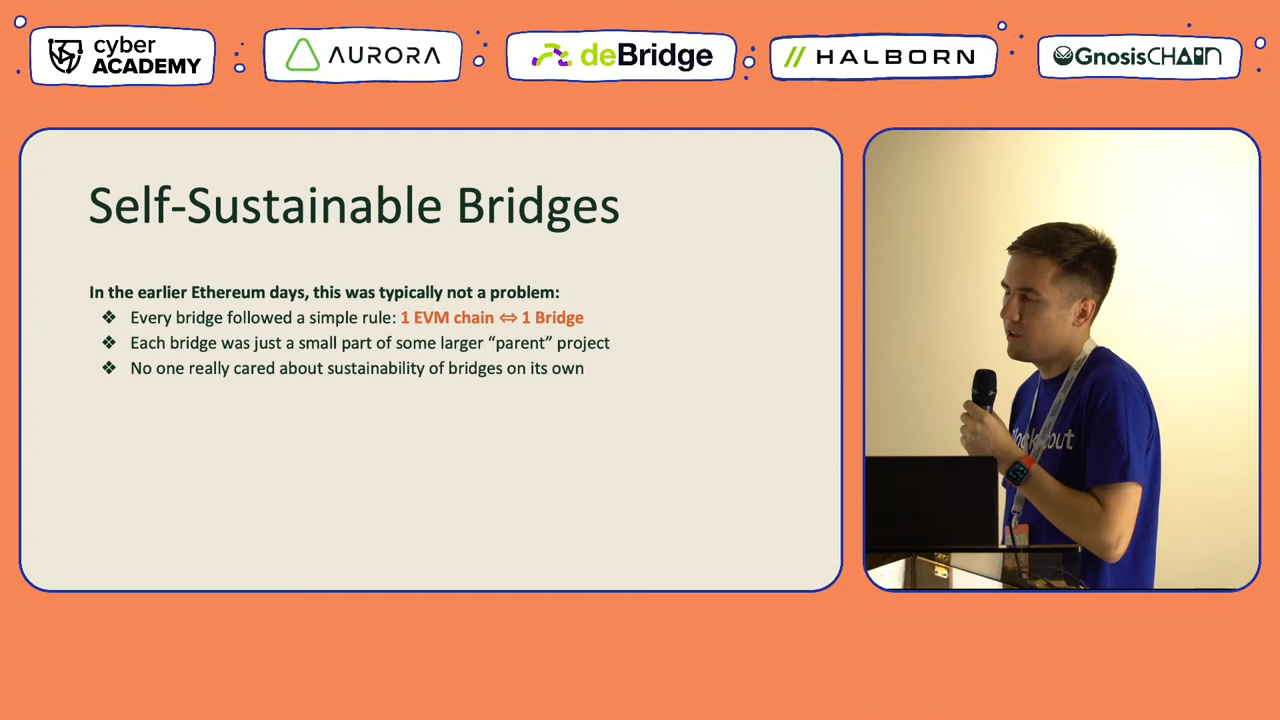 cyber
ACADEMY
AURORA
deBridge
HALBORN
GnosisCHAIN
Self-Sustainable Bridges
In the earlier Ethereum days, this was typically not a problem:
❖ Every bridge followed a simple rule: 1 EVM chain ⇔ 1 Bridge
❖ Each bridge was just a small part of some larger “parent” project
❖ No one really cared about sustainability of bridges on its own